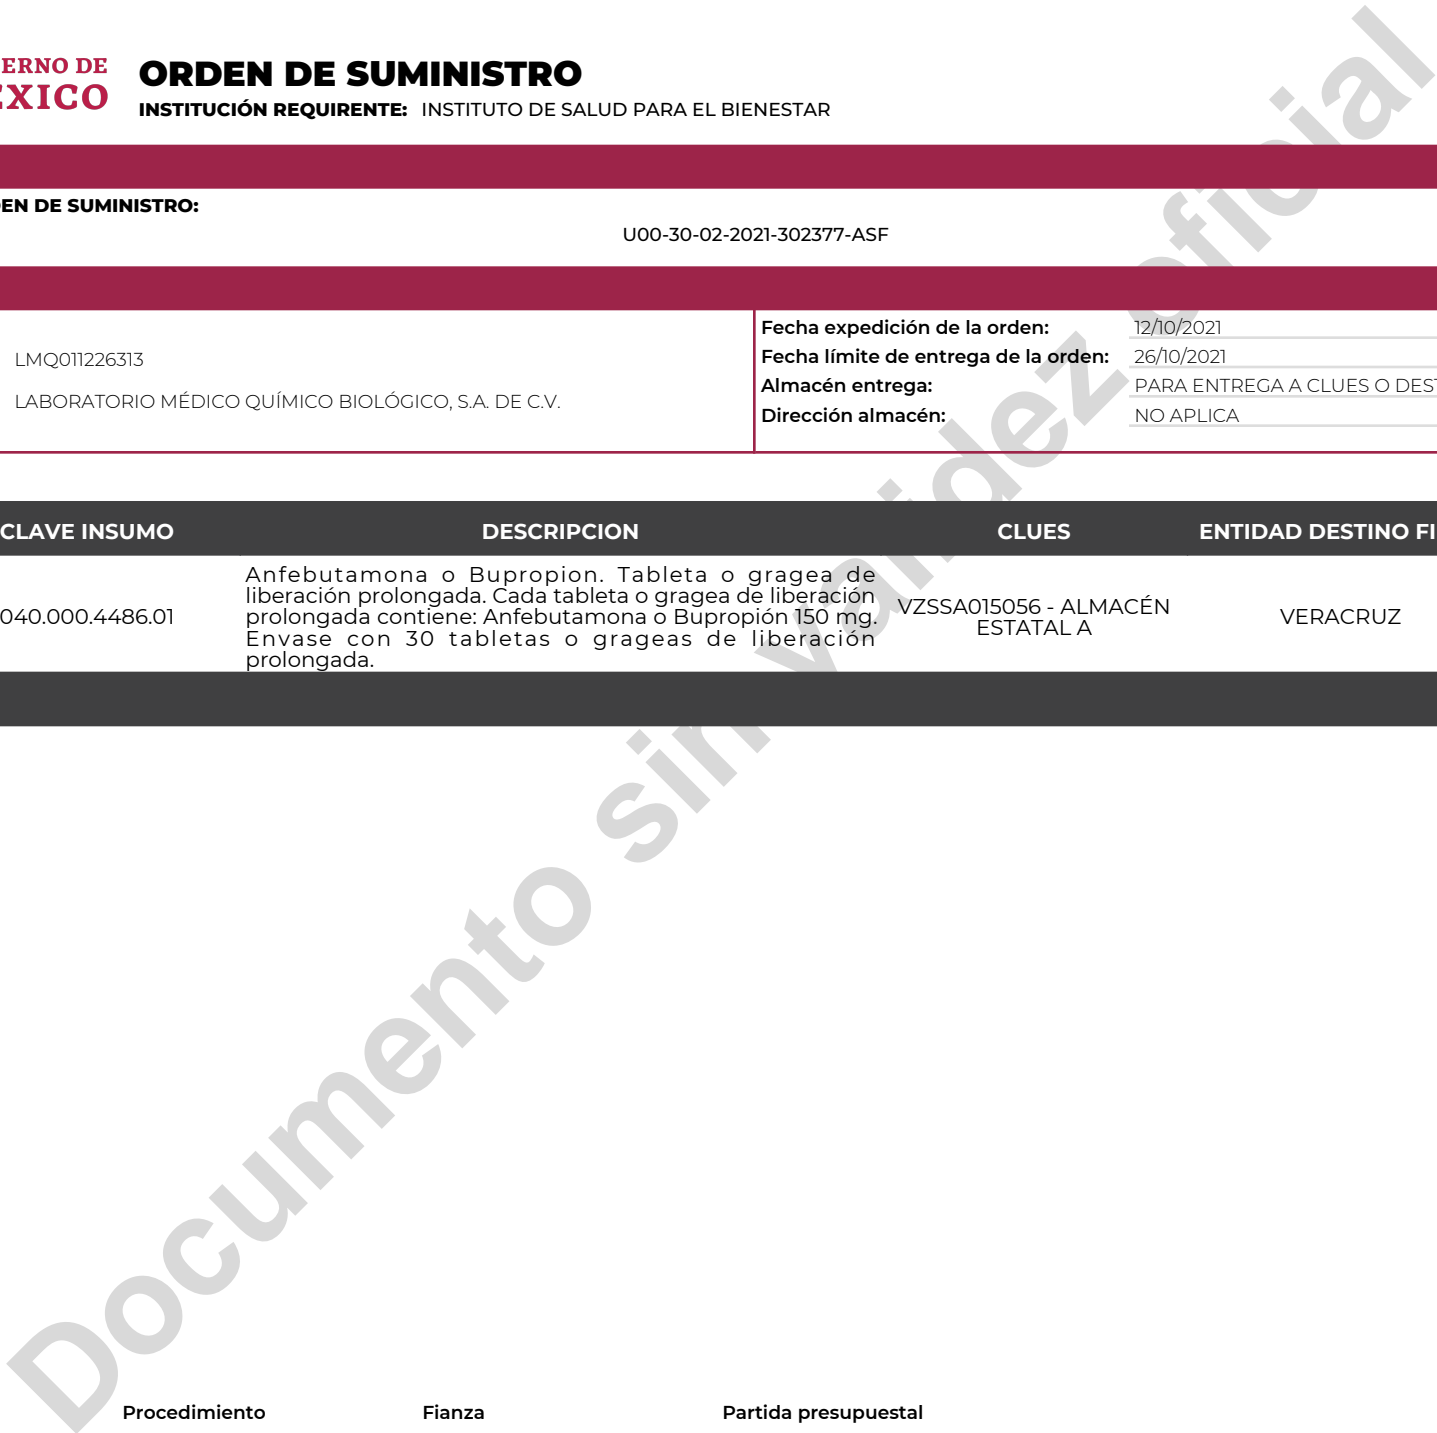 ERNO DE
EXICO
ORDEN DE SUMINISTRO
INSTITUCIÓN REQUIRENTE: INSTITUTO DE SALUD PARA EL BIENESTAR
EN DE SUMINISTRO:
U00-30-02-2021-302377-ASF
LMQ011226313
LABORATORIO MÉDICO QUÍMICO BIOLÓGICO, S.A. DE C.V.
Fecha expedición de la orden: 12/10/2021
Fecha límite de entrega de la orden: 26/10/2021
Almacén entrega: PARA ENTREGA A CLUES O DEST
Dirección almacén: NO APLICA
CLAVE INSUMO DESCRIPCION CLUES ENTIDAD DESTINO FI
040.000.4486.01
Anfebutamona o Bupropion. Tableta o gragea de
liberación prolongada. Cada tableta o gragea de liberación
prolongada contiene: Anfebutamona o Bupropión 150 mg.
Envase con 30 tabletas o grageas de liberación
prolongada.
VZSSA015056 - ALMACÉN
ESTATAL A
VERACRUZ
Documento sin validez oficial
Procedimiento Fianza Partida presupuestal